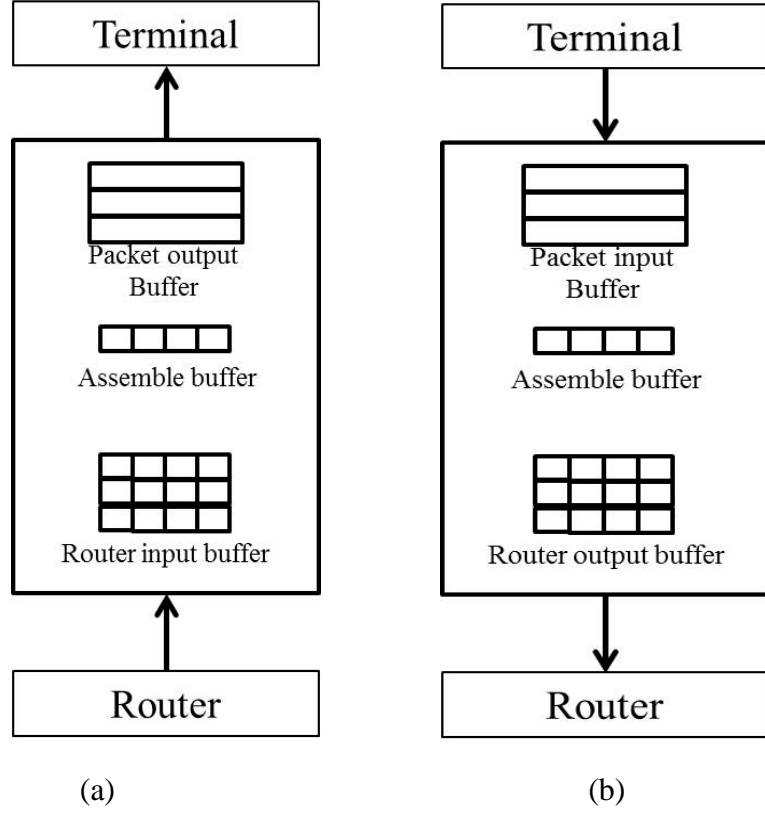 Terminal
Packet output
Buffer
Assemble buffer
Router input buffer
Router
(a)
Terminal
Packet input
Buffer
Assemble buffer
Router output buffer
Router
(b)